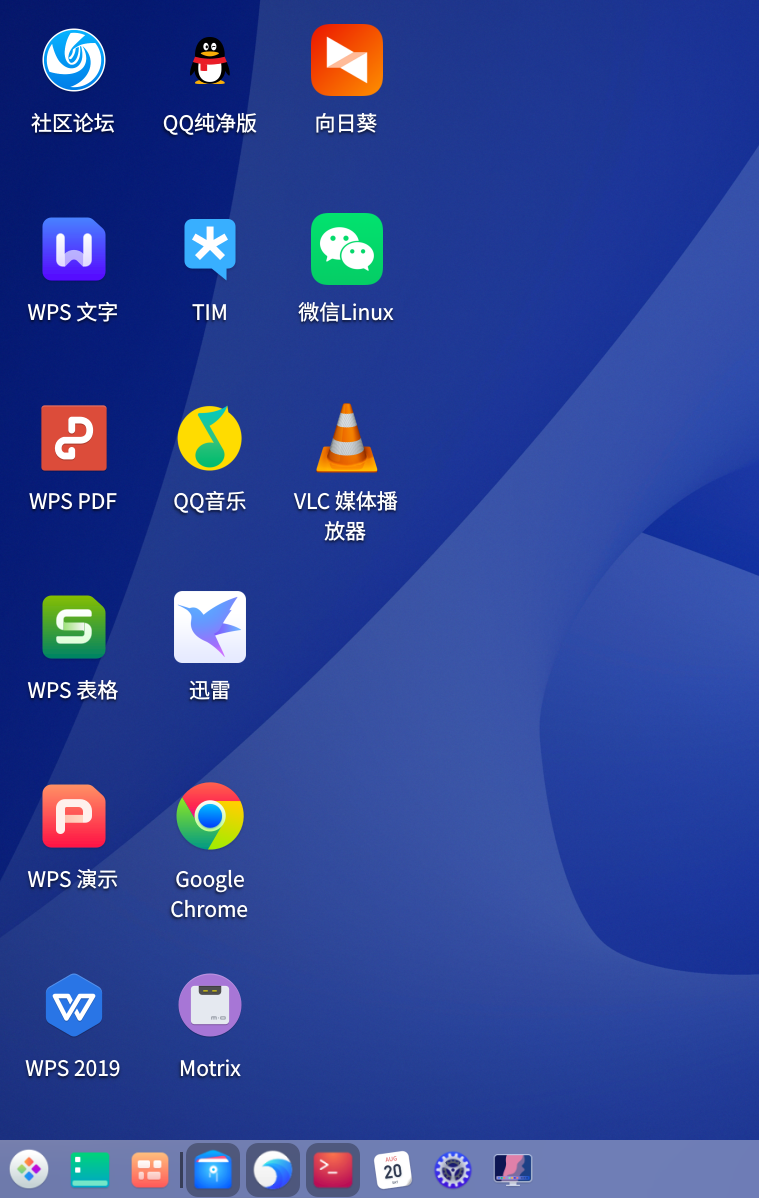 社区论坛
QQ纯净版
向日葵
WPS 文字
TIM
微信Linux
WPS PDF
QQ音乐
VLC 媒体播
放器
WPS 表格
迅雷
WPS 演示
Google
Chrome
WPS 2019
Motrix
AUG
20